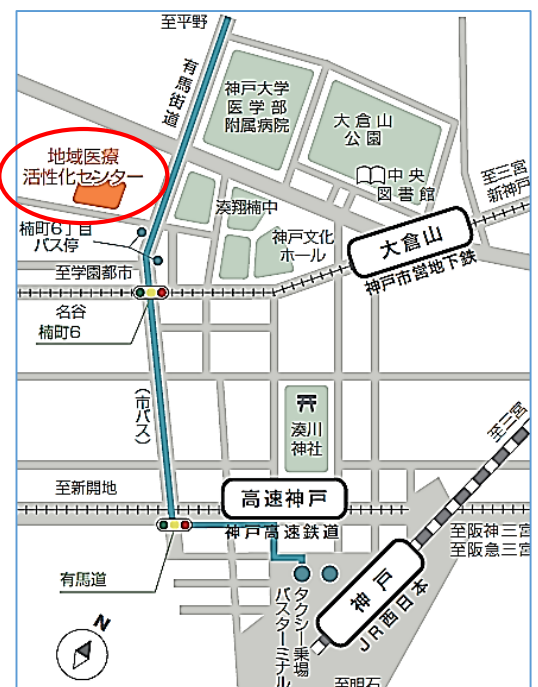 至平野
有馬街道
神戸大学
医学部
附属病院
大倉山
公園
中央
図書館
地域医療
活性化センター
湊翔楠中
至三宮
新神戸
楠町6丁目
バス停
神戸文化
ホール
大倉山
神戸市営地下鉄
至学園都市
名谷
楠町6
(市バス)
湊川
神社
至三宮
至新開地
高速神戸
神戸高速鉄道
至阪神三宮
至阪急三宮
有馬道
神戸
JR西日本
タクシー乗場
バスターミナル
至明石
N